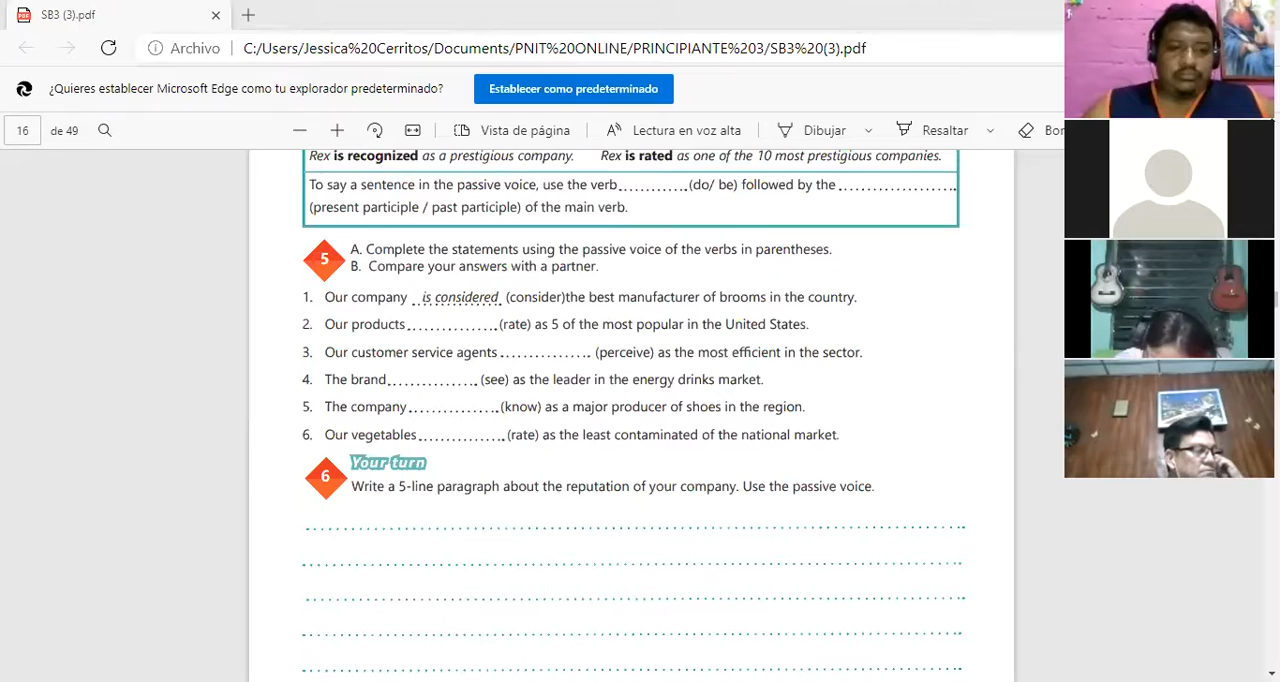 SB3 (3).pdf
Archivo
C:/Users/Jessica%20Cerritos/Documents/PNIT%20ONLINE/PRINCIPIANTE%203/SB3%20(3).pdf
¿Quieres establecer Microsoft Edge como tu explorador predeterminado?
Establecer como predeterminado
16 de 49
Vista de página
Lectura en voz alta
Dibujar
Resaltar
Rex is recognized as a prestigious company. Rex is rated as one of the 10 most prestigious companies.
To say a sentence in the passive voice, use the verb............(do/ be) followed by the .....................
(present participle / past participle) of the main verb.
5
A. Complete the statements using the passive voice of the verbs in parentheses.
B. Compare your answers with a partner.
1. Our company ..is considered.. (consider)the best manufacturer of brooms in the country.
2. Our products................(rate) as 5 of the most popular in the United States.
3. Our customer service agents ................ (perceive) as the most efficient in the sector.
4. The brand................ (see) as the leader in the energy drinks market.
5. The company................(know) as a major producer of shoes in the region.
6. Our vegetables................(rate) as the least contaminated of the national market.
Your turn
6
Write a 5-line paragraph about the reputation of your company. Use the passive voice.